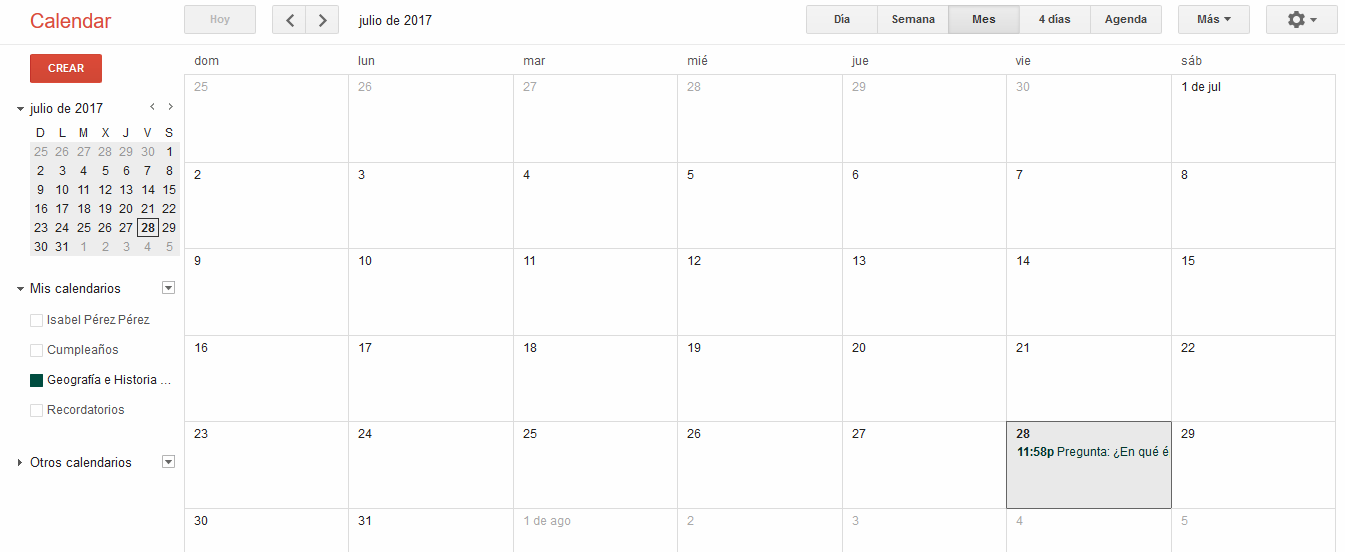 Calendar
Hoy
julio de 2017
Día Semana Mes 4 días Agenda
Más
CREAR
julio de 2017
D L M X J V S
25 26 27 28 29 30 1
2 3 4 5 6 7 8
9 10 11 12 13 14 15
16 17 18 19 20 21 22
23 24 25 26 27 28 29
30 31 1 2 3 4 5
Mis calendarios
Isabel Pérez Pérez
Cumpleaños
Geografía e Historia ...
Recordatorios
Otros calendarios
dom lun mar mié jue vie sáb
25 26 27 28 29 30 1 de jul
2 3 4 5 6 7 8
9 10 11 12 13 14 15
16 17 18 19 20 21 22
23 24 25 26 27 28 29
11:58p Pregunta: ¿En qué é
30 31 1 de ago 2 3 4 5